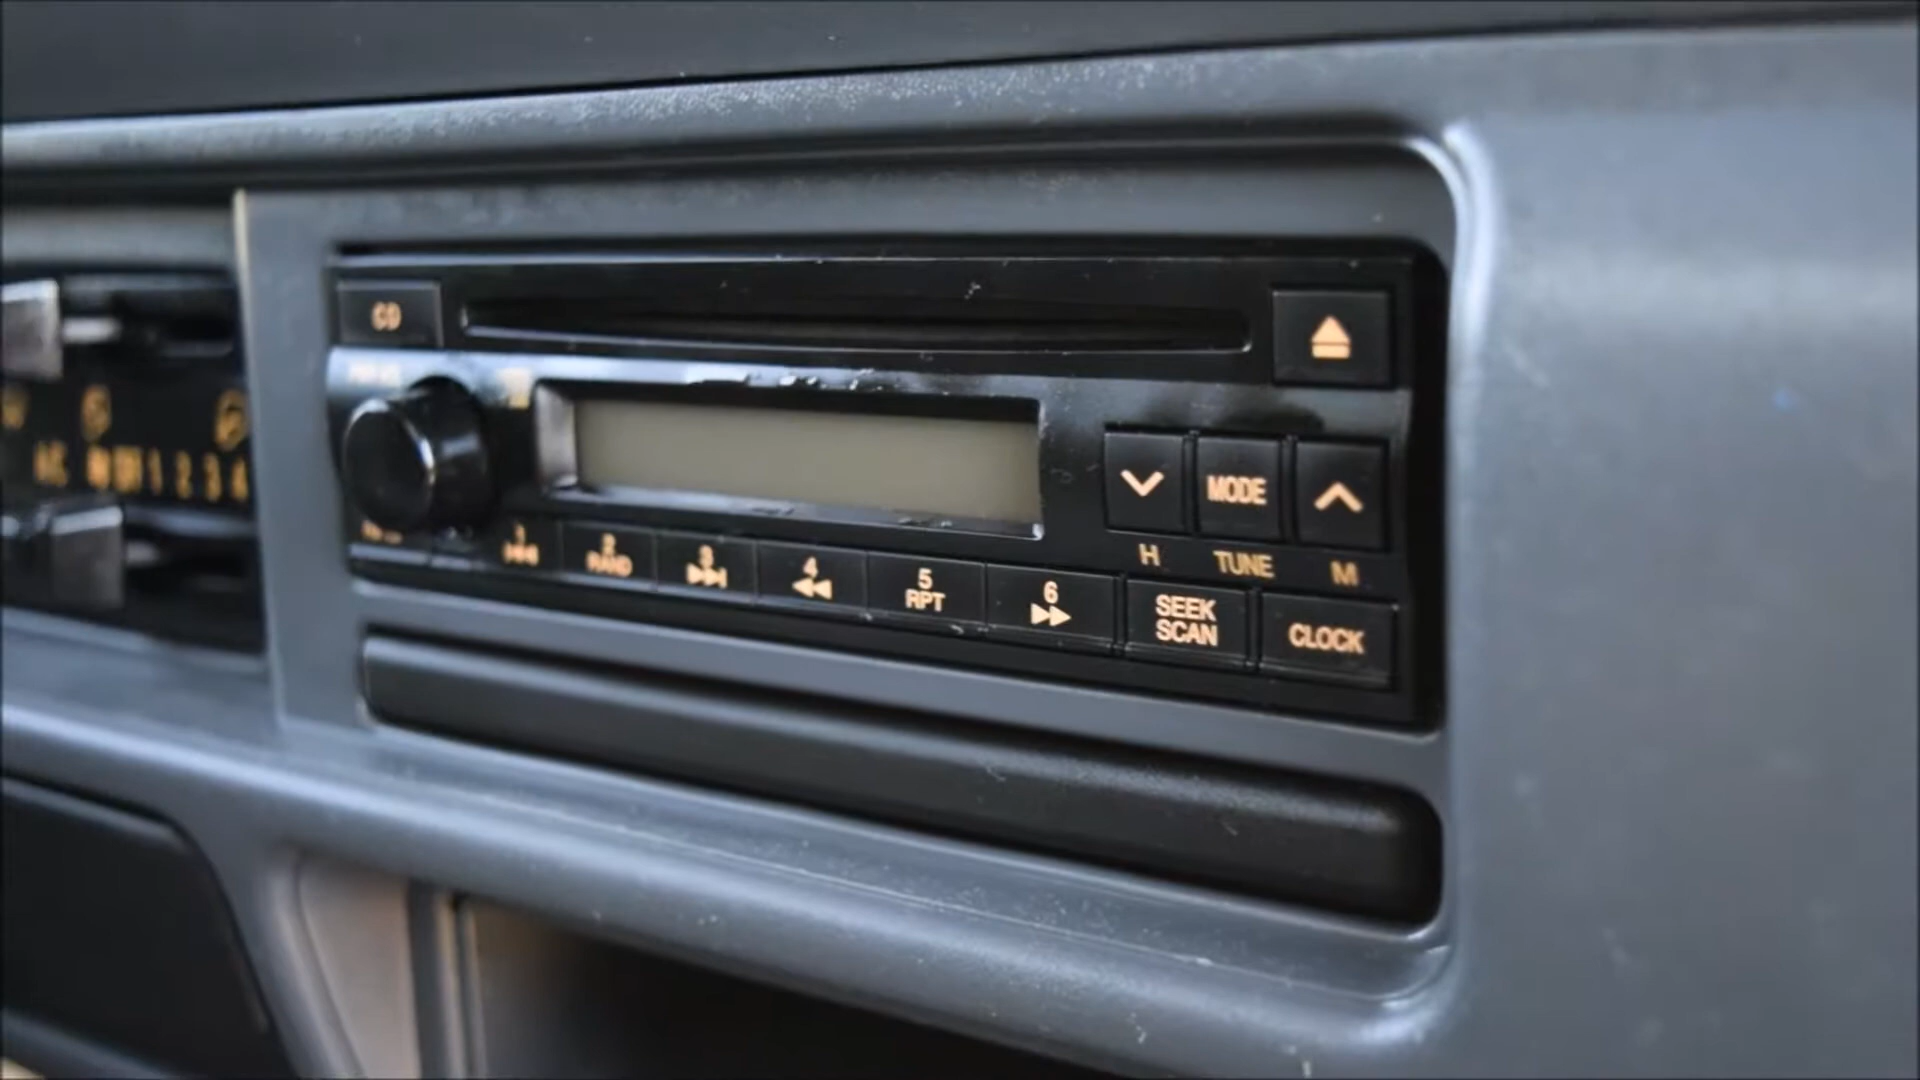 CD
MODE
H TUNE M
1
2
RAND
3
4
5
RPT
6
SEEK
SCAN
CLOCK
1 2 3 4